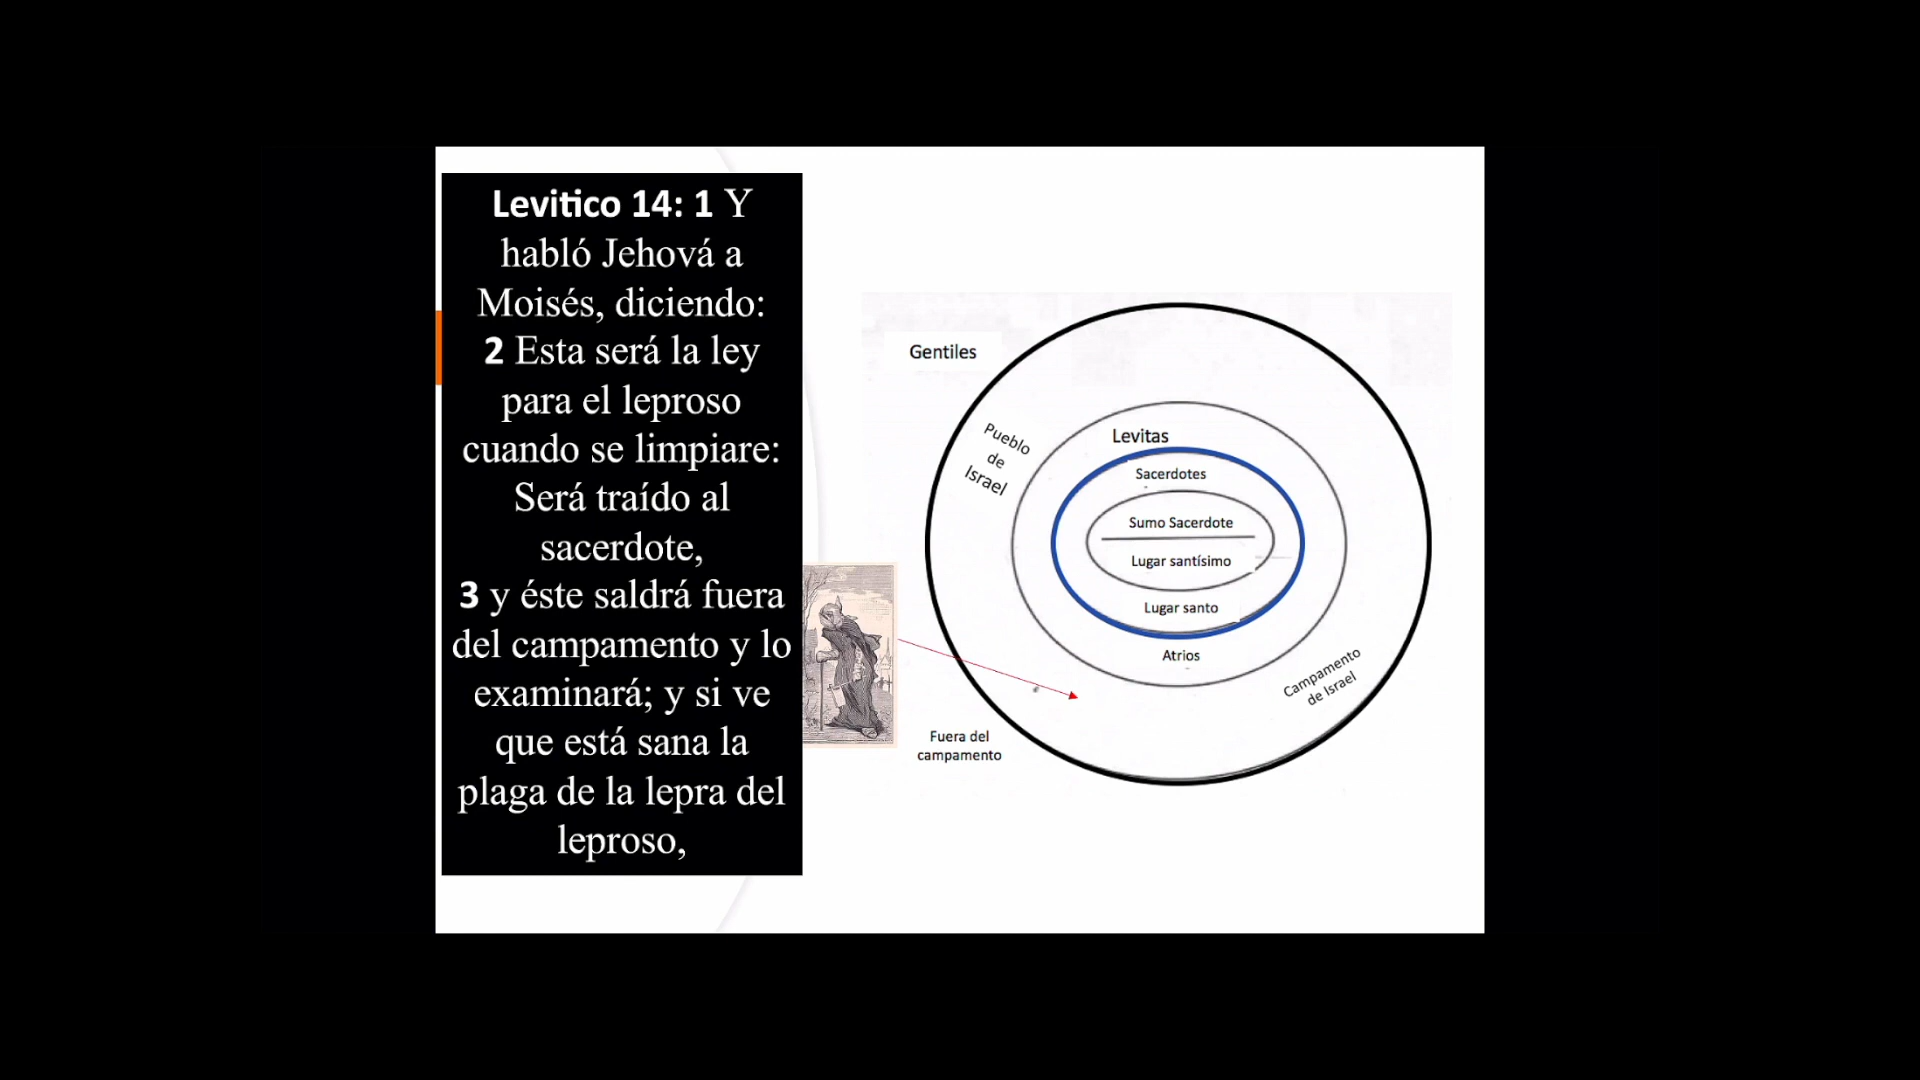 Levitico 14: 1 Y
habló Jehová a
Moisés, diciendo:
2 Esta será la ley
para el leproso
cuando se limpiare:
Será traído al
sacerdote,
3 y éste saldrá fuera
del campamento y lo
examinará; y si ve
que está sana la
plaga de la lepra del
leproso,
Gentiles
Pueblo
de
Israel
Levitas
Sacerdotes
Sumo Sacerdote
Lugar santísimo
Lugar santo
Atrios
Campamento
de Israel
Fuera del
campamento